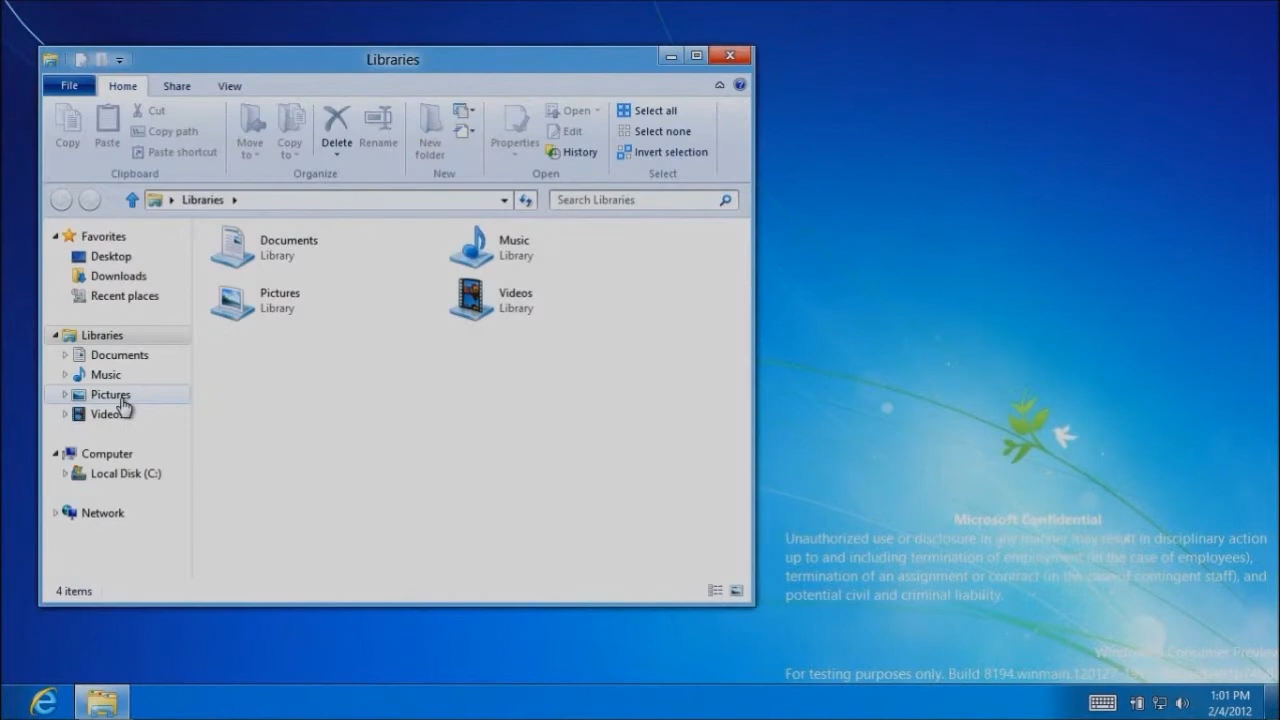 Libraries
File Home Share View
Copy
Paste
Cut
Copy path
Paste shortcut
Clipboard
Move to
Copy to
Delete
Rename
Organize
New folder
New
Properties
Open
Edit
History
Open
Select all
Select none
Invert selection
Select
Libraries
Search Libraries
Favorites
Desktop
Downloads
Recent places
Libraries
Documents
Music
Pictures
Videos
Computer
Local Disk (C:)
Network
Documents
Library
Music
Library
Pictures
Library
Videos
Library
4 items
Microsoft Confidential
Unauthorized use or disclosure in any manner may result in disciplinary action
up to and including termination of employment (in the case of employees),
termination of an assignment or contract (in the case of contingent staff), and
potential civil and criminal liability.
Consumer Preview
For testing purposes only. Build 8194.winmain.12012
1:01 PM
2/4/2012